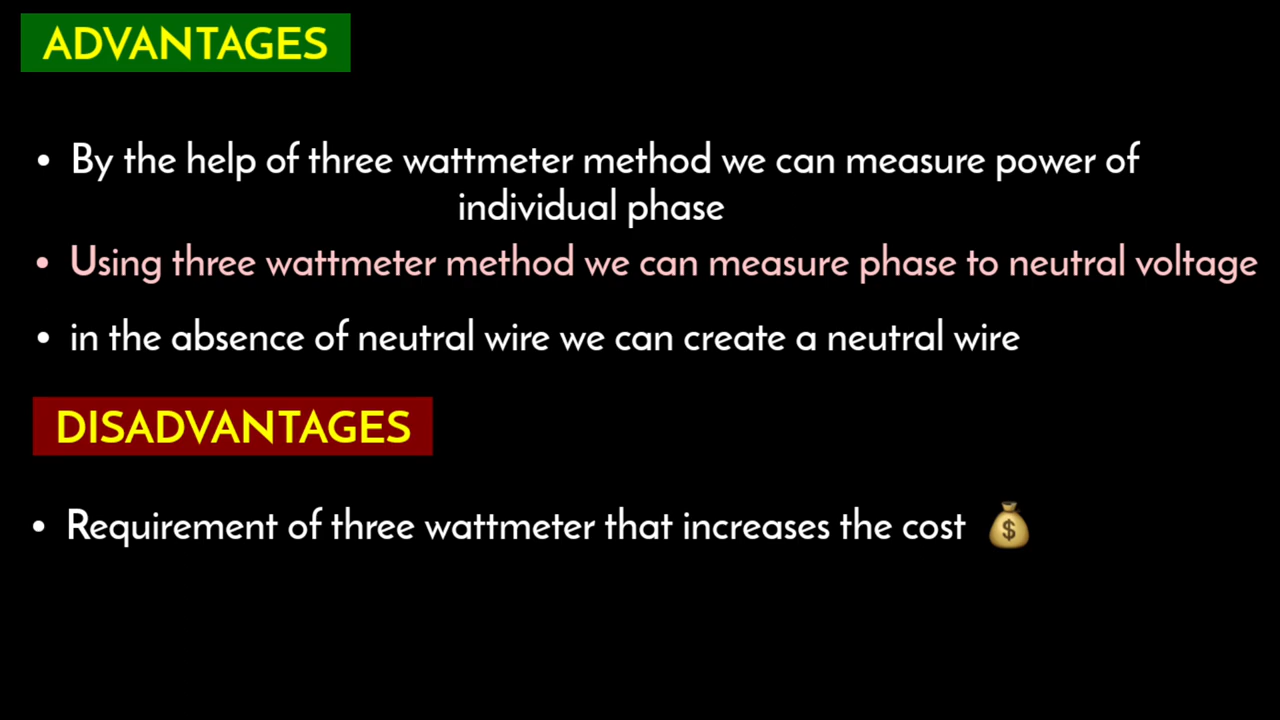 ADVANTAGES
• By the help of three wattmeter method we can measure power of
individual phase
• Using three wattmeter method we can measure phase to neutral voltage
• in the absence of neutral wire we can create a neutral wire
DISADVANTAGES
• Requirement of three wattmeter that increases the cost 💰